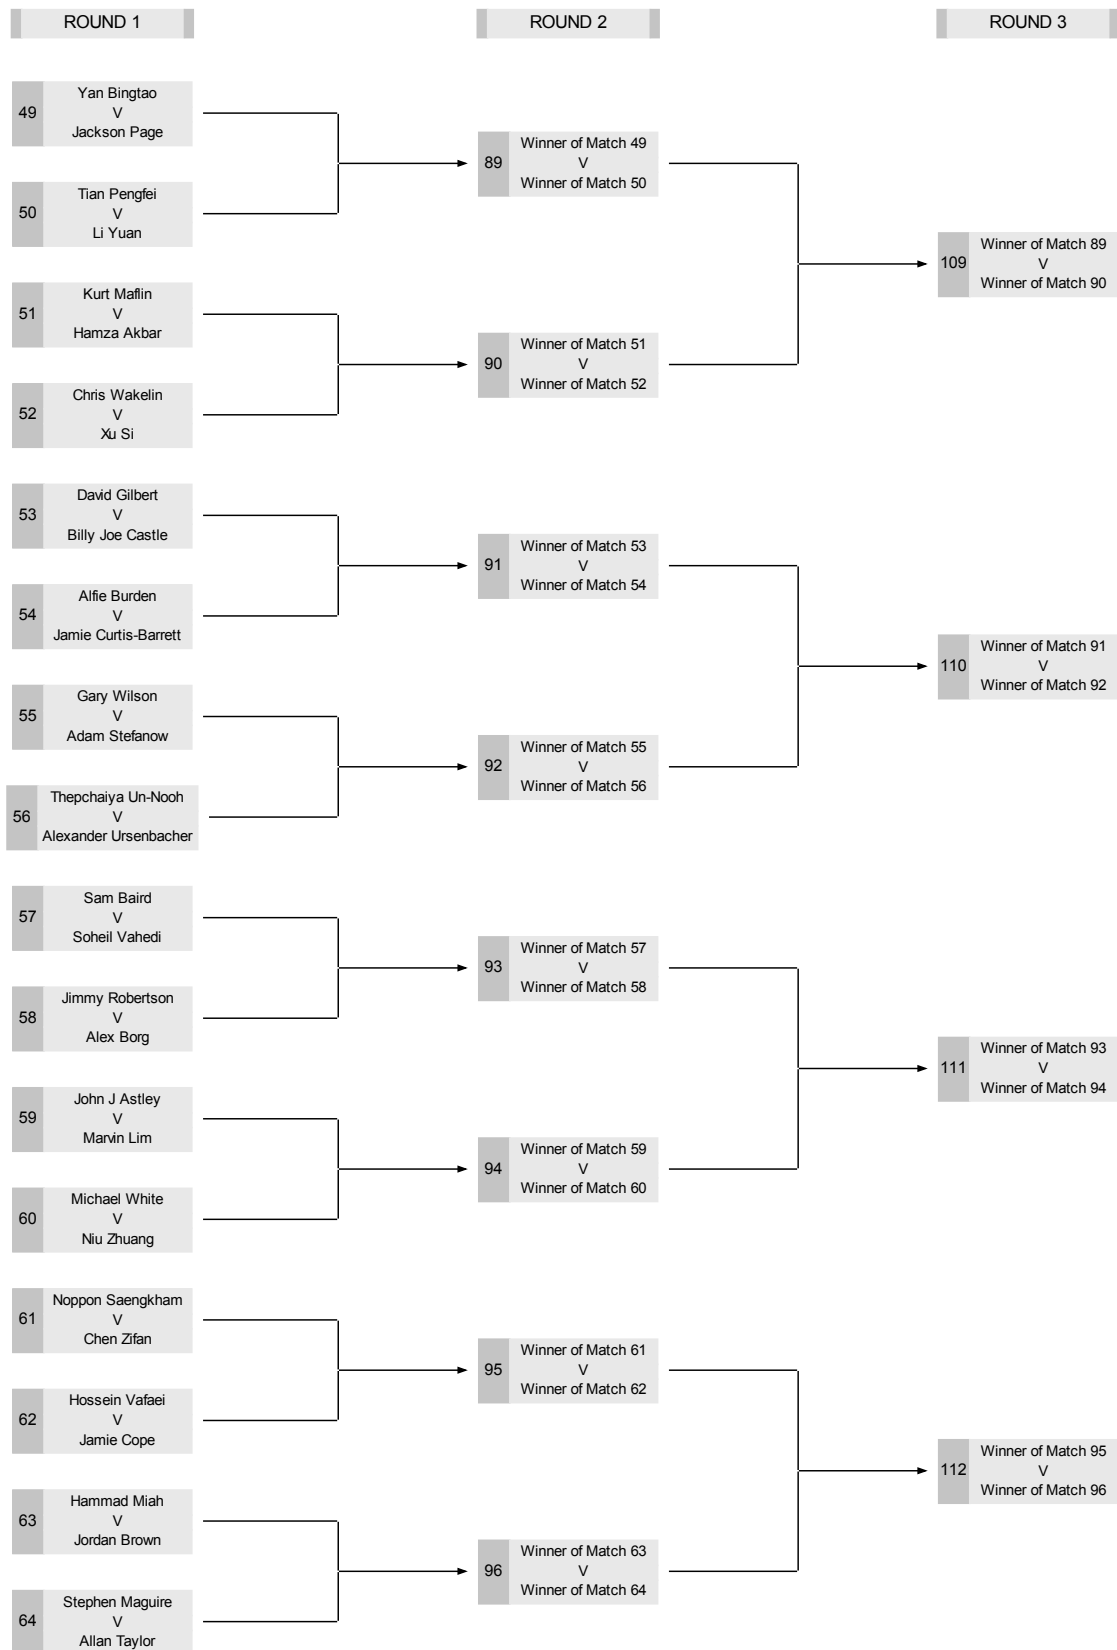 ROUND 1
ROUND 2
ROUND 3
49
Yan Bingtao
V
Jackson Page
50
Tian Pengfei
V
Li Yuan
51
Kurt Maflin
V
Hamza Akbar
52
Chris Wakelin
V
Xu Si
53
David Gilbert
V
Billy Joe Castle
54
Alfie Burden
V
Jamie Curtis-Barrett
55
Gary Wilson
V
Adam Stefanow
56
Thepchaiya Un-Nooh
V
Alexander Ursenbacher
57
Sam Baird
V
Soheil Vahedi
58
Jimmy Robertson
V
Alex Borg
59
John J Astley
V
Marvin Lim
60
Michael White
V
Niu Zhuang
61
Noppon Saengkham
V
Chen Zifan
62
Hossein Vafaei
V
Jamie Cope
63
Hammad Miah
V
Jordan Brown
64
Stephen Maguire
V
Allan Taylor
89
Winner of Match 49
V
Winner of Match 50
90
Winner of Match 51
V
Winner of Match 52
91
Winner of Match 53
V
Winner of Match 54
92
Winner of Match 55
V
Winner of Match 56
93
Winner of Match 57
V
Winner of Match 58
94
Winner of Match 59
V
Winner of Match 60
95
Winner of Match 61
V
Winner of Match 62
96
Winner of Match 63
V
Winner of Match 64
109
Winner of Match 89
V
Winner of Match 90
110
Winner of Match 91
V
Winner of Match 92
111
Winner of Match 93
V
Winner of Match 94
112
Winner of Match 95
V
Winner of Match 96